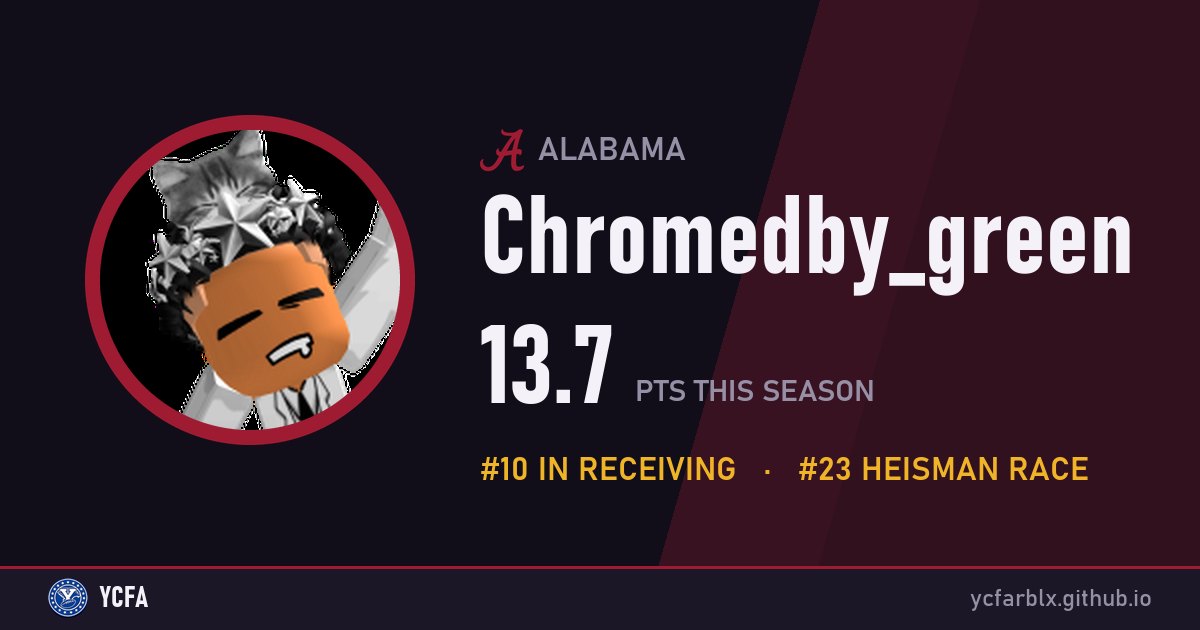 ALABAMA
Chromedby_green
13.7 PTS THIS SEASON
#10 IN RECEIVING · #23 HEISMAN RACE
YCFA
ycfarblx.github.io